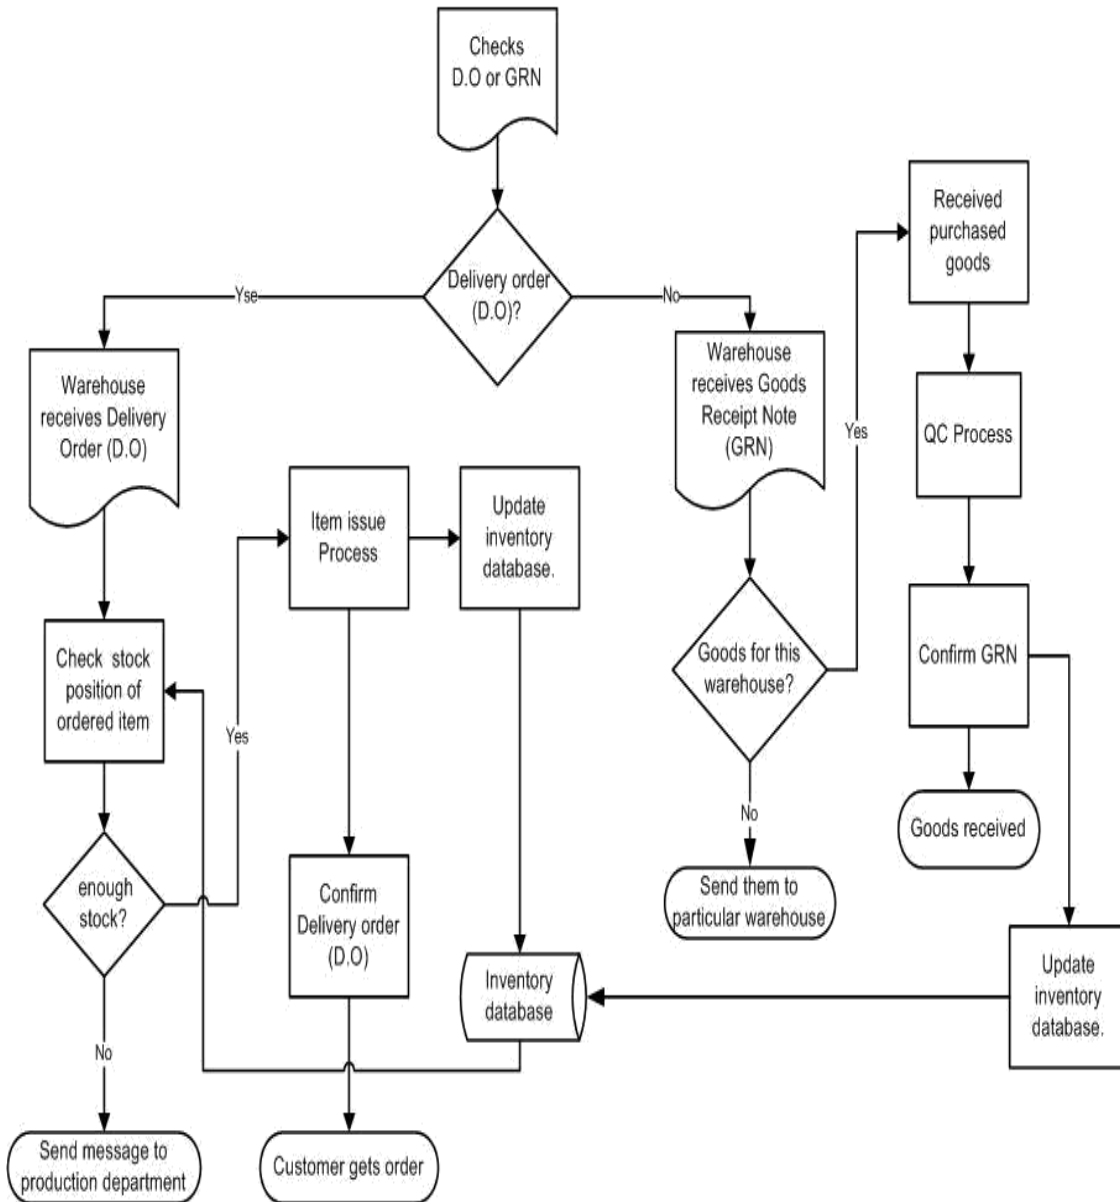 Checks
D.O or GRN
Delivery order
(D.O)?
Yse
No
Warehouse
receives Delivery
Order (D.O)
Warehouse
receives Goods
Receipt Note
(GRN)
Yes
Received
purchased
goods
QC Process
Item issue
Process
Update
inventory
database.
Check stock
position of
ordered item
Yes
Goods for this
warehouse?
Confirm GRN
No
Goods received
enough
stock?
Confirm
Delivery order
(D.O)
Send them to
particular warehouse
Inventory
database
Update
inventory
database.
No
Send message to
production department
Customer gets order